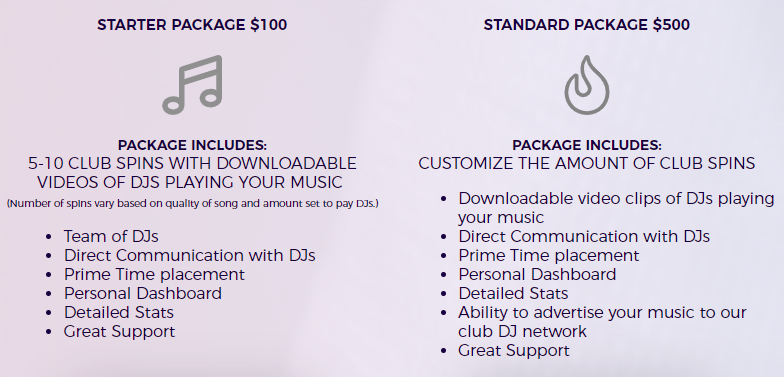 STARTER PACKAGE $100
PACKAGE INCLUDES:
5-10 CLUB SPINS WITH DOWNLOADABLE
VIDEOS OF DJS PLAYING YOUR MUSIC
(Number of spins vary based on quality of song and amount set to pay DJs.)
• Team of DJs
• Direct Communication with DJs
• Prime Time placement
• Personal Dashboard
• Detailed Stats
• Great Support
STANDARD PACKAGE $500
PACKAGE INCLUDES:
CUSTOMIZE THE AMOUNT OF CLUB SPINS
• Downloadable video clips of DJs playing
your music
• Direct Communication with DJs
• Prime Time placement
• Personal Dashboard
• Detailed Stats
• Ability to advertise your music to our
club DJ network
• Great Support